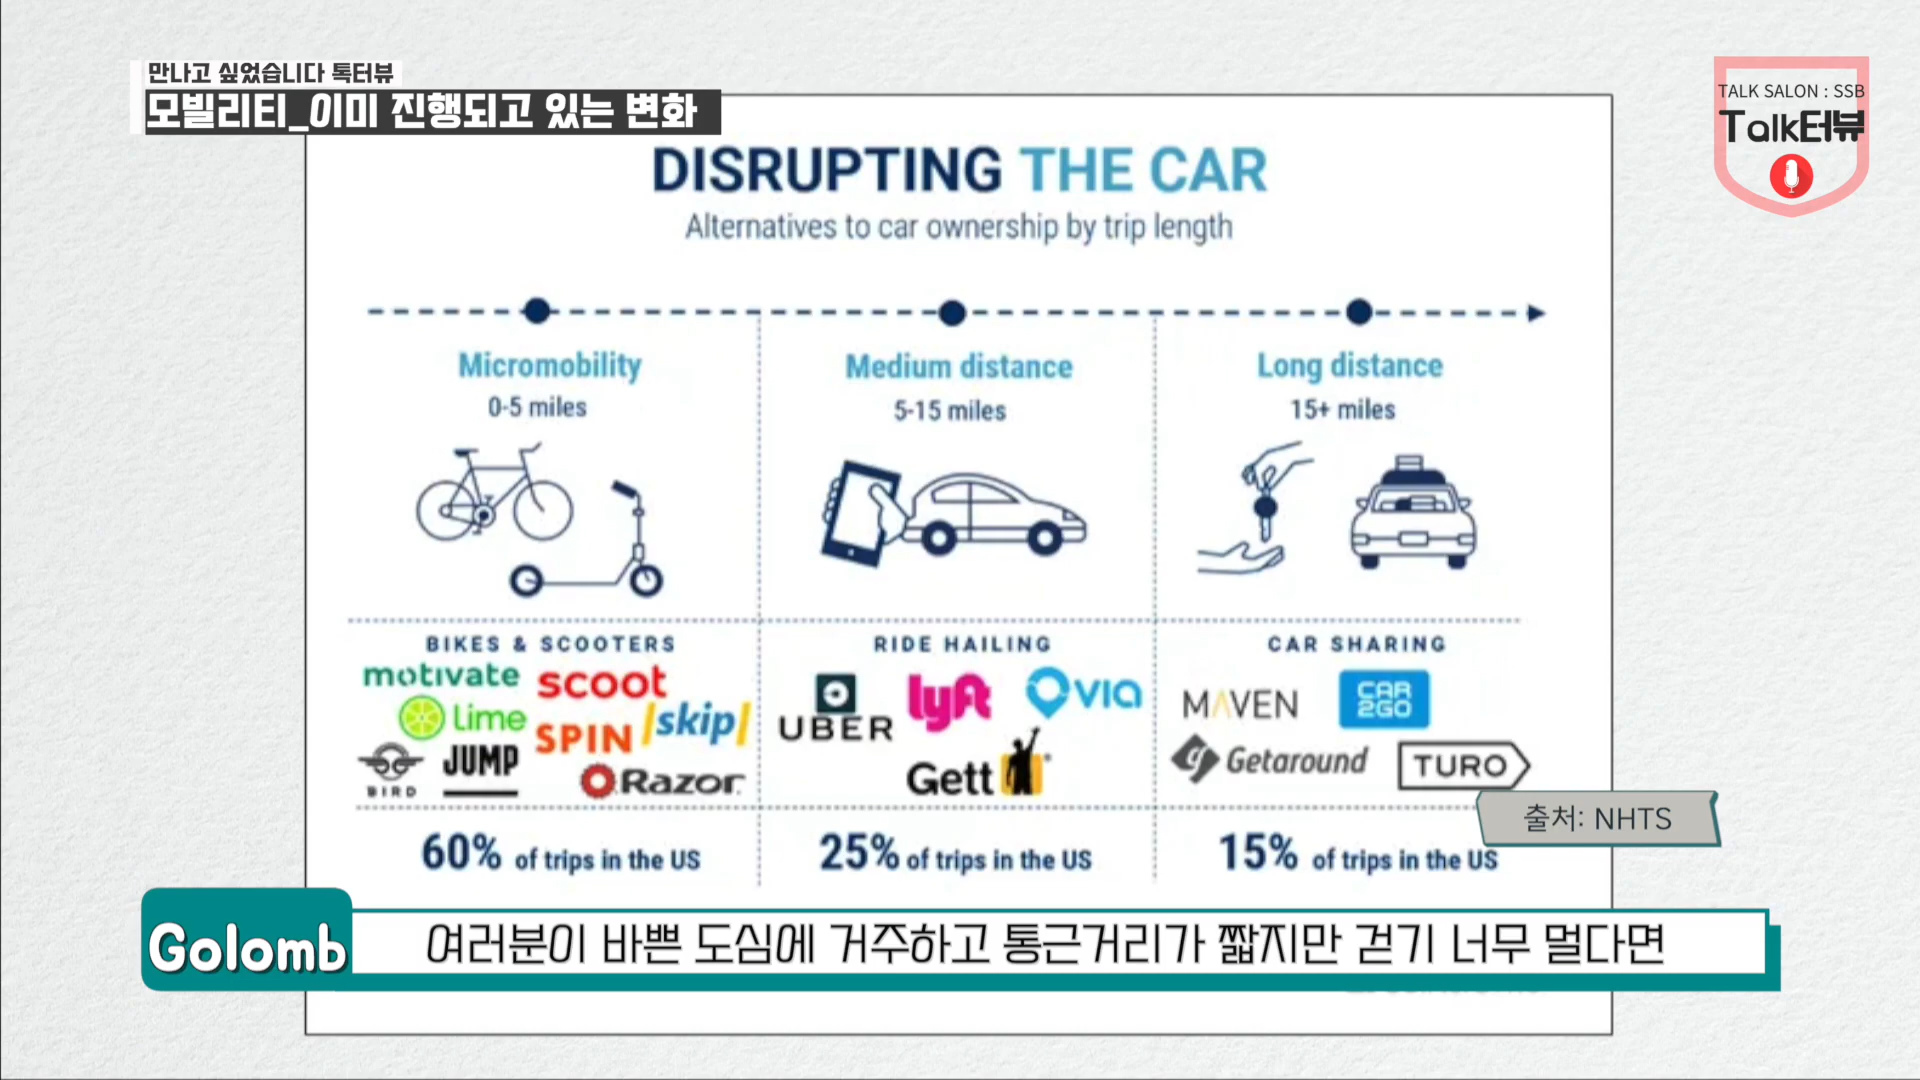 만나고 싶었습니다 톡터뷰
모빌리티_이미 진행되고 있는 변화
TALK SALON : SSB
Talk터뷰
DISRUPTING THE CAR
Alternatives to car ownership by trip length
Micromobility
0-5 miles
Medium distance
5-15 miles
Long distance
15+ miles
BIKES & SCOOTERS
motivate
scoot
Lime
SPIN
skip
BIRD
JUMP
Razor
RIDE HAILING
UBER
lyft
via
Gett
CAR SHARING
MAVEN
CAR
2GO
Getaround
TURO
60% of trips in the US
25% of trips in the US
15% of trips in the US
출처: NHTS
Golomb
여러분이 바쁜 도심에 거주하고 통근거리가 짧지만 걷기 너무 멀다면